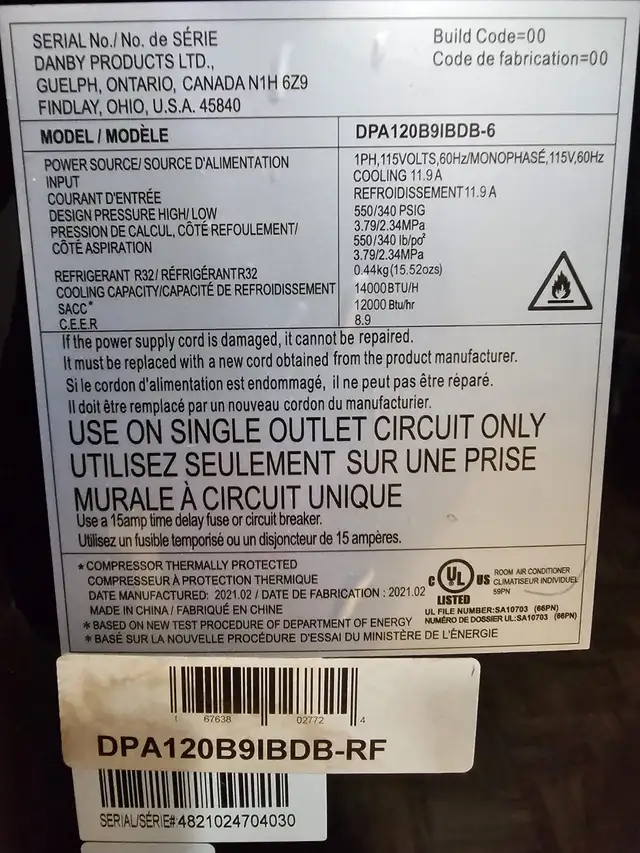 SERIAL No./ No. de SÉRIE
Build Code=00
DANBY PRODUCTS LTD.,
Code de fabrication=00
GUELPH, ONTARIO, CANADA N1H 6Z9
FINDLAY, OHIO, U.S.A. 45840
MODEL / MODÈLE DPA120B9IBDB-6
POWER SOURCE/ SOURCE D'ALIMENTATION 1PH,115VOLTS,60Hz/MONOPHASÉ,115V,60Hz
INPUT COOLING 11.9 A
COURANT D'ENTRÉE REFROIDISSEMENT 11.9 A
DESIGN PRESSURE HIGH/ LOW 550/340 PSIG
PRESSION DE CALCUL, CÔTÉ REFOULEMENT/ 3.79/2.34MPa
CÔTÉ ASPIRATION 550/340 lb/po²
3.79/2.34MPa
REFRIGERANT R32/ RÉFRIGÉRANT R32 0.44kg(15.52ozs)
COOLING CAPACITY/CAPACITÉ DE REFROIDISSEMENT 14000BTU/H
SACC* 12000 Btu/hr
C.E.E.R 8.9
If the power supply cord is damaged, it cannot be repaired.
It must be replaced with a new cord obtained from the product manufacturer.
Si le cordon d'alimentation est endommagé, il ne peut pas être réparé.
Il doit être remplacé par un nouveau cordon du manufacturier.
USE ON SINGLE OUTLET CIRCUIT ONLY
UTILISEZ SEULEMENT SUR UNE PRISE
MURALE À CIRCUIT UNIQUE
Use a 15amp time delay fuse or circuit breaker.
Utilisez un fusible temporisé ou un disjoncteur de 15 ampères.
* COMPRESSOR THERMALLY PROTECTED
COMPRESSEUR À PROTECTION THERMIQUE
DATE MANUFACTURED: 2021.02 / DATE DE FABRICATION : 2021.02
MADE IN CHINA / FABRIQUÉ EN CHINE
* BASED ON NEW TEST PROCEDURE OF DEPARTMENT OF ENERGY
* BASÉ SUR LA NOUVELLE PROCÉDURE D'ESSAI DU MINISTÈRE DE L'ÉNERGIE
C UL US
LISTED
ROOM AIR CONDITIONER
CLIMATISEUR INDIVIDUEL
59PN
UL FILE NUMBER:SA10703 (66PN)
NUMÉRO DE DOSSIER UL:SA10703 (66PN)
1 67638 02772 4
DPA120B9IBDB-RF
SERIAL/SÉRIE#:4821024704030